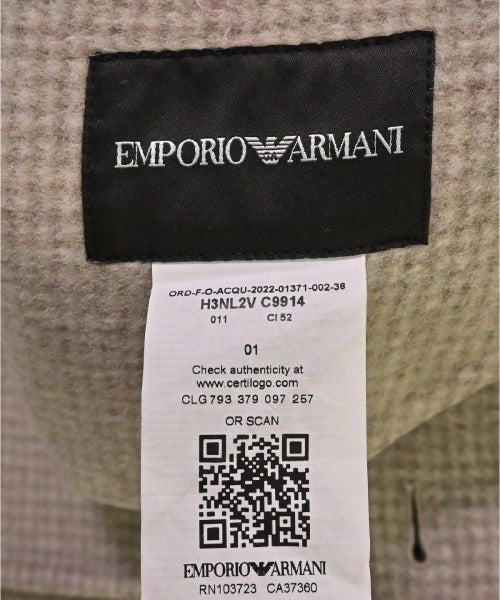 EMPORIO ARMANI
ORD-F-O-ACQU-2022-01371-002-38
H3NL2V C9914
011 CI 52
01
Check authenticity at
www.certilogo.com
CLG 793 379 097 257
OR SCAN
EMPORIO ARMANI
RN103723 CA37360